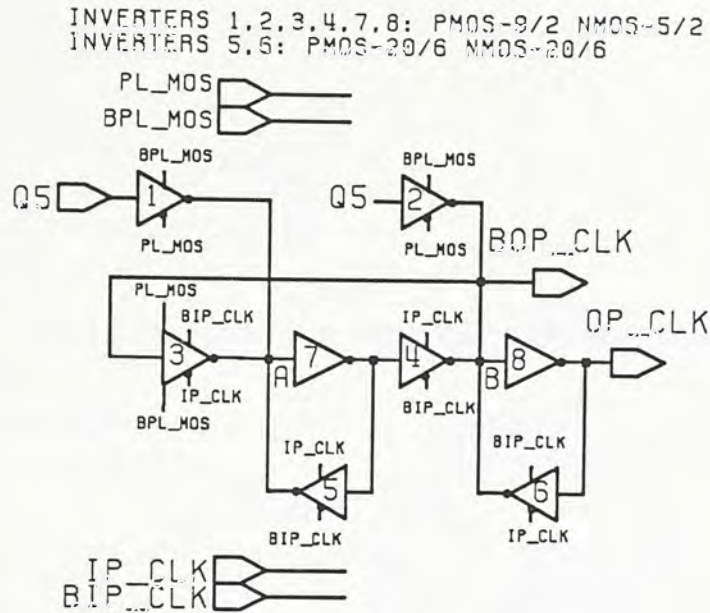 INVERTERS 1,2,3,4,7,8: PMOS-9/2 NMOS-5/2
INVERTERS 5,6: PMOS-20/6 NMOS-20/6
PL_MOS
BPL_MOS
BPL_MOS
BPL_MOS
Q5
1
Q5
2
PL_MOS
PL_MOS
BOP_CLK
PL_MOS
BIP_CLK
IP_CLK
OP_CLK
3
7
4
8
A
B
IP_CLK
BIP_CLK
BPL_MOS
IP_CLK
BIP_CLK
5
6
BIP_CLK
IP_CLK
IP_CLK
BIP_CLK